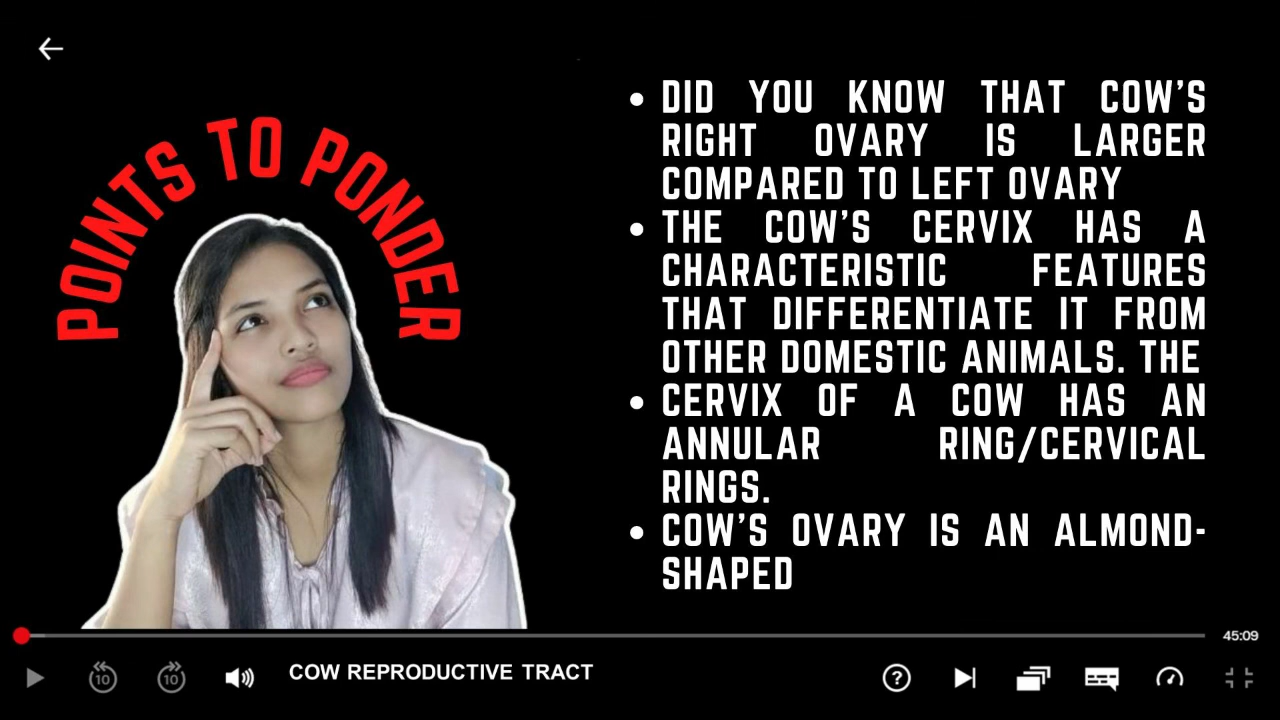 POINTS TO PONDER
• DID YOU KNOW THAT COW'S
RIGHT OVARY IS LARGER
COMPARED TO LEFT OVARY
• THE COW'S CERVIX HAS A
CHARACTERISTIC FEATURES
THAT DIFFERENTIATE IT FROM
OTHER DOMESTIC ANIMALS. THE
• CERVIX OF A COW HAS AN
ANNULAR RING/CERVICAL
RINGS.
• COW'S OVARY IS AN ALMOND-
SHAPED
45:09
10
10
COW REPRODUCTIVE TRACT
?